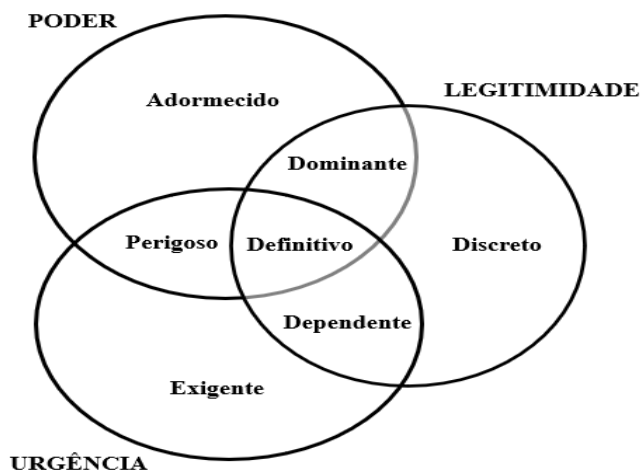 PODER
LEGITIMIDADE
Adormecido
Dominante
Perigoso
Definitivo
Discreto
Dependente
Exigente
URGÊNCIA